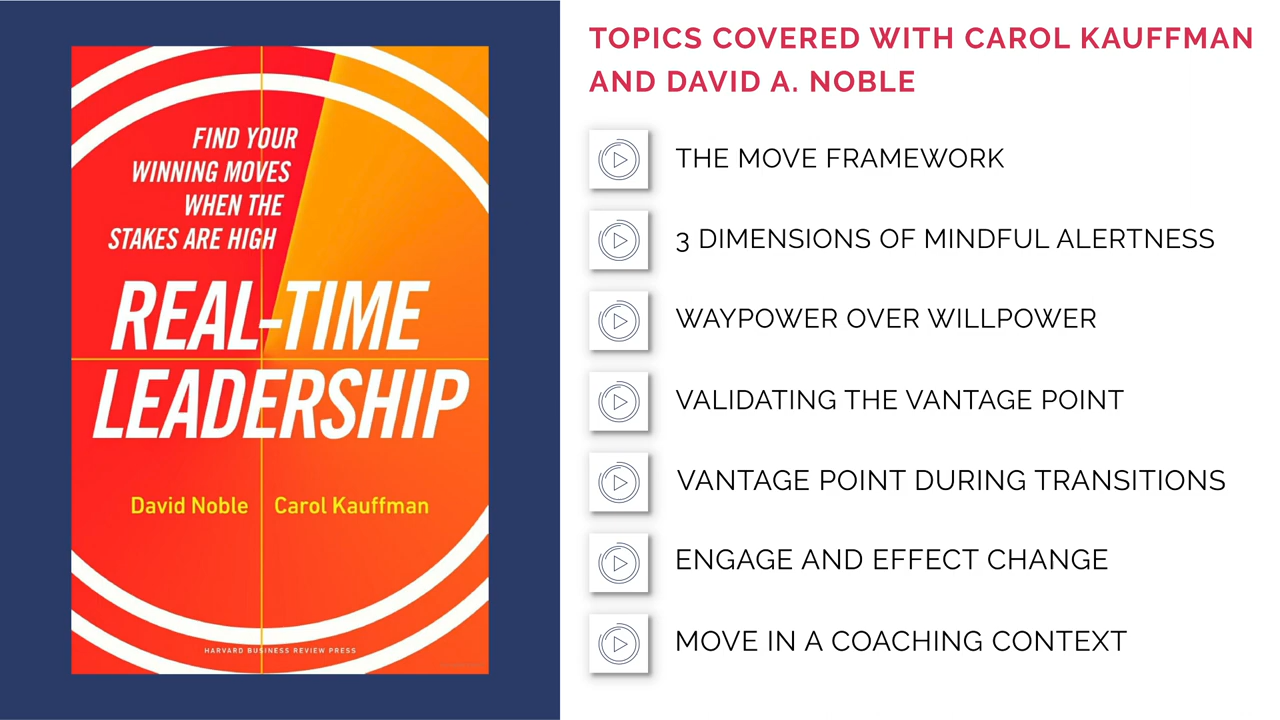 FIND YOUR
WINNING MOVES
WHEN THE
STAKES ARE HIGH
REAL-TIME
LEADERSHIP
David Noble
Carol Kauffman
HARVARD BUSINESS REVIEW PRESS
TOPICS COVERED WITH CAROL KAUFFMAN
AND DAVID A. NOBLE
THE MOVE FRAMEWORK
3 DIMENSIONS OF MINDFUL ALERTNESS
WAYPOWER OVER WILLPOWER
VALIDATING THE VANTAGE POINT
VANTAGE POINT DURING TRANSITIONS
ENGAGE AND EFFECT CHANGE
MOVE IN A COACHING CONTEXT